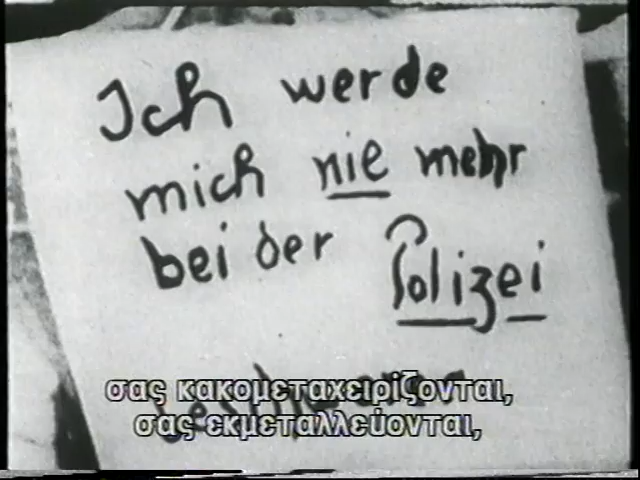 Ich werde
mich nie mehr
bei der Polizei
σας κακομεταχειρίζονται,
σας εκμεταλλεύονται,